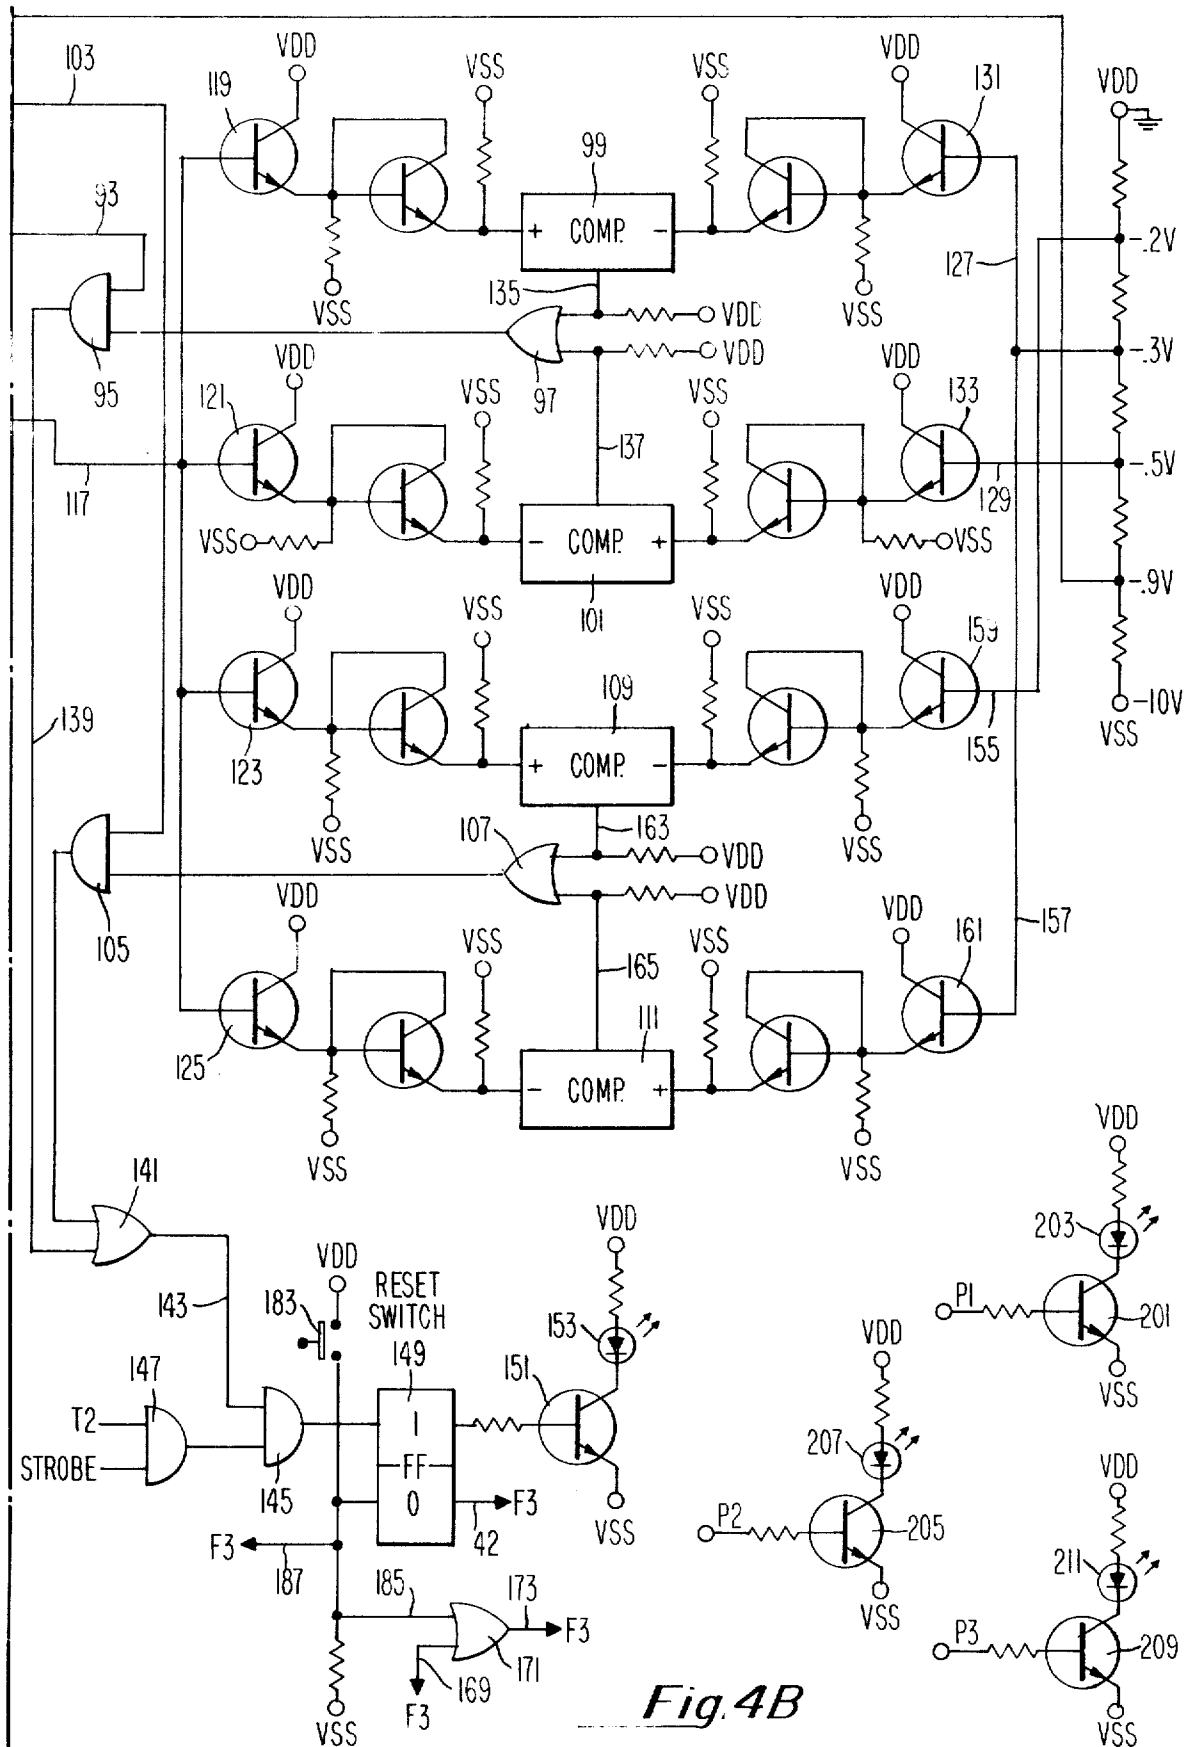 103
VDD
119
VSS
VSS
VDD
131
VDD
99
COMP.
+
-
93
VSS
135
VSS
127
-.2V
VDD
VDD
95
97
-.3V
VDD
121
VSS
VSS
VDD
133
137
117
129
-.5V
VSS
COMP.
-
+
VSS
101
VDD
VSS
VSS
VDD
-.9V
159
109
COMP.
+
-
139
123
155
-10V
VSS
VSS
107
163
VDD
VSS
VDD
105
VDD
VSS
165
VSS
VDD
161
157
111
125
COMP.
-
+
VSS
VSS
141
VDD
VDD
203
143
VDD
RESET
SWITCH
183
149
153
P1
201
147
151
VDD
VSS
T2
1
STROBE
FF
207
VDD
145
0
F3
42
VSS
P2
205
F3
187
211
185
173
VSS
F3
171
P3
209
169
F3
VSS
VSS
Fig. 4B